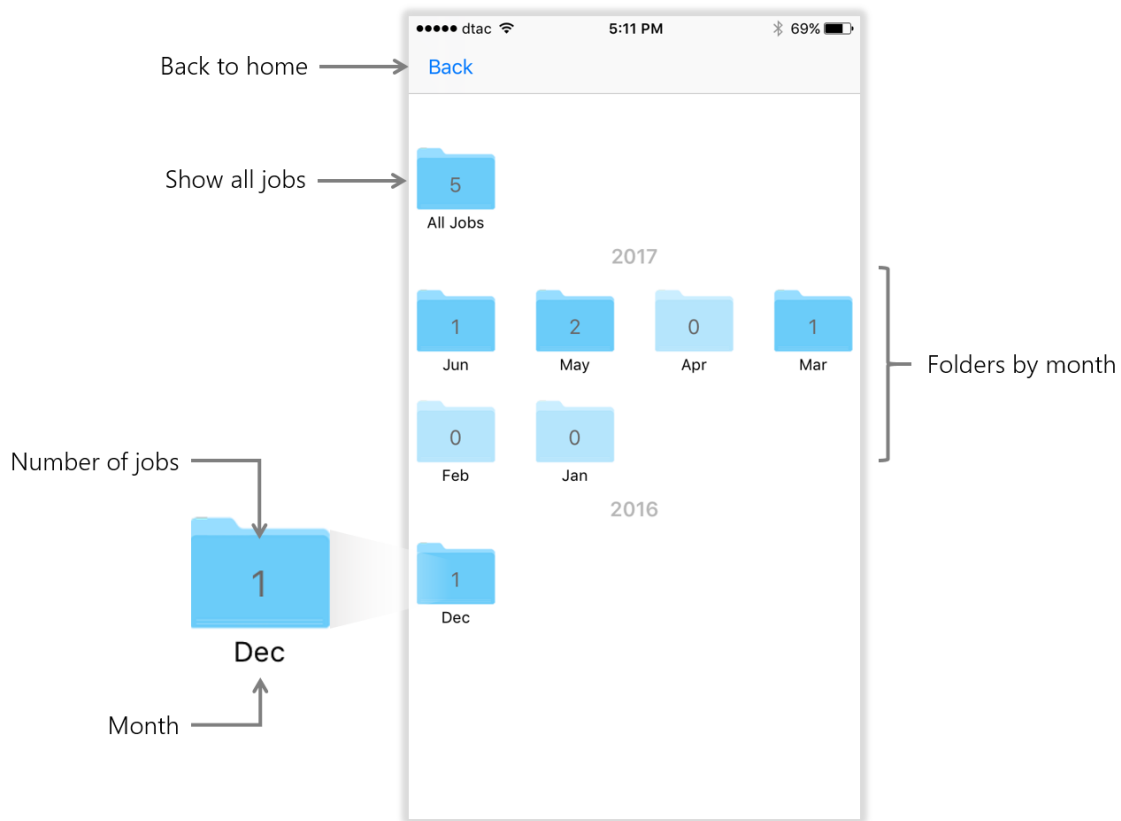 dtac 5:11 PM 69%
Back to home
Back
Show all jobs
5
All Jobs
2017
1 2 0 1
Jun May Apr Mar
Folders by month
0 0
Feb Jan
Number of jobs
2016
1
Dec
1
Dec
Month